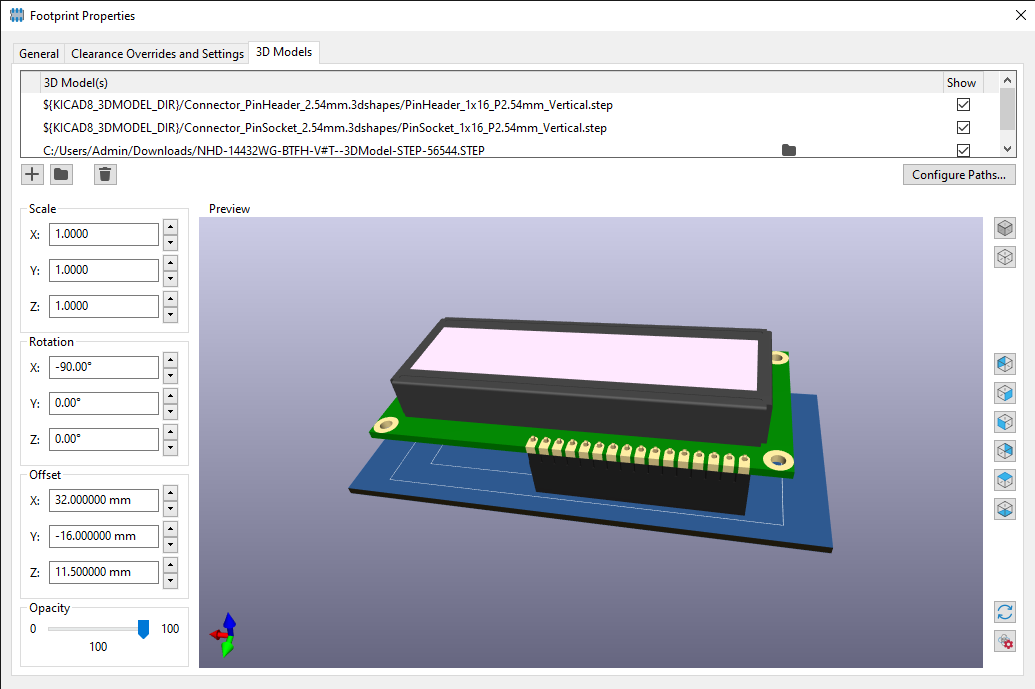 Footprint Properties
General Clearance Overrides and Settings 3D Models
3D Model(s) Show
${KICAD8_3DMODEL_DIR}/Connector_PinHeader_2.54mm.3dshapes/PinHeader_1x16_P2.54mm_Vertical.step
${KICAD8_3DMODEL_DIR}/Connector_PinSocket_2.54mm.3dshapes/PinSocket_1x16_P2.54mm_Vertical.step
C:/Users/Admin/Downloads/NHD-14432WG-BTFH-V#T--3DModel-STEP-56544.STEP
Configure Paths...
Scale
X: 1.0000
Y: 1.0000
Z: 1.0000
Rotation
X: -90.00°
Y: 0.00°
Z: 0.00°
Offset
X: 32.000000 mm
Y: -16.000000 mm
Z: 11.500000 mm
Opacity
0 100
100
Preview